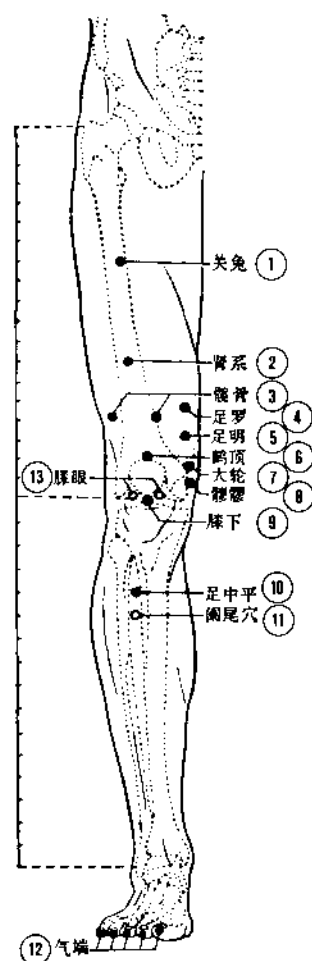 关兔 1
肾系 2
髋骨 3
足罗 4
足明 5
鹤顶 6
大轮 7
髅髎 8
13 膝眼
膝下 9
足中平 10
阑尾穴 11
12 气端